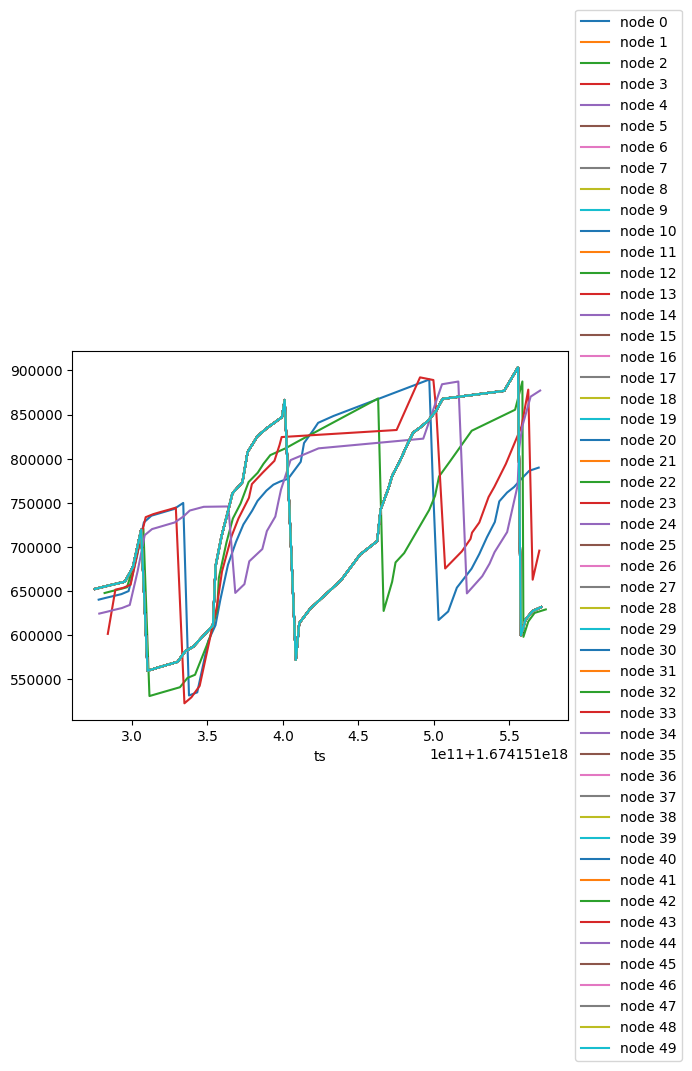 900000
850000
800000
750000
700000
650000
600000
550000
3.0 3.5 4.0 4.5 5.0 5.5
1e11+1.674151e18
ts
node 0
node 1
node 2
node 3
node 4
node 5
node 6
node 7
node 8
node 9
node 10
node 11
node 12
node 13
node 14
node 15
node 16
node 17
node 18
node 19
node 20
node 21
node 22
node 23
node 24
node 25
node 26
node 27
node 28
node 29
node 30
node 31
node 32
node 33
node 34
node 35
node 36
node 37
node 38
node 39
node 40
node 41
node 42
node 43
node 44
node 45
node 46
node 47
node 48
node 49